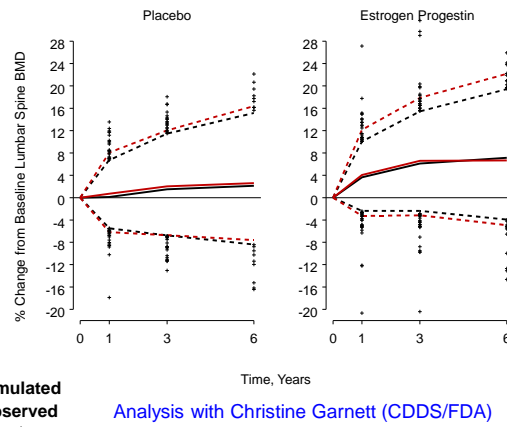 Placebo
Estrogen Progestin
% Change from Baseline Lumbar Spine BMD
28
24
20
16
12
8
4
0
-4
-8
-12
-16
-20
0 1 3 6
28
24
20
16
12
8
4
0
-4
-8
-12
-16
-20
0 1 3 6
Time, Years
mulated
served
Analysis with Christine Garnett (CDDS/FDA)